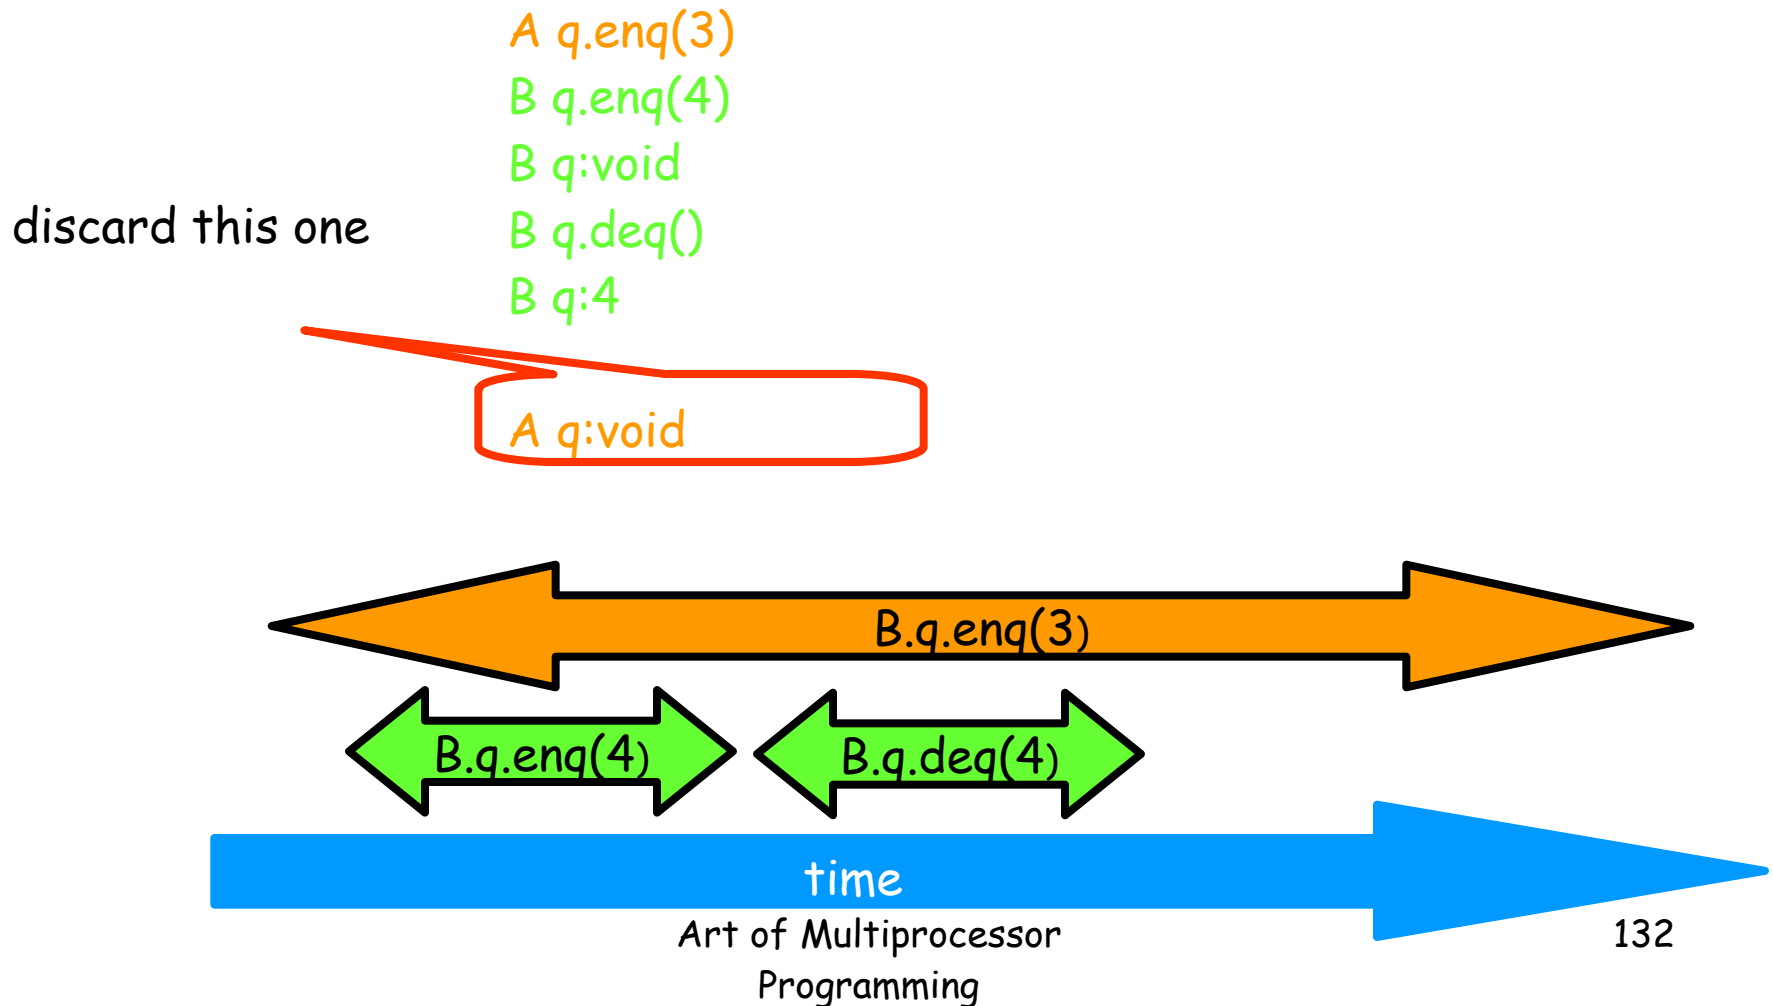 A q.enq(3)
B q.enq(4)
B q:void
discard this one
B q.deq()
B q:4
A q:void
B.q.enq(3)
B.q.enq(4)
B.q.deq(4)
time
Art of Multiprocessor
Programming
132